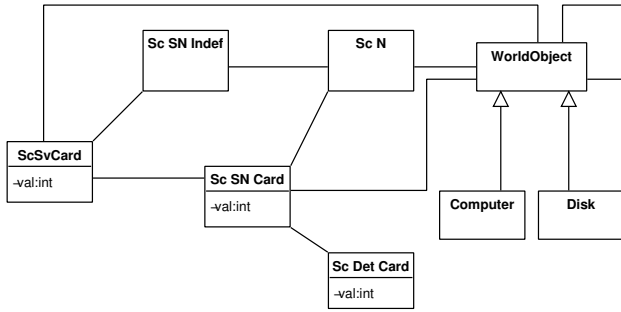 Sc SN Indef
Sc N
WorldObject
ScSvCard
-val:int
Sc SN Card
-val:int
Computer
Disk
Sc Det Card
-val:int